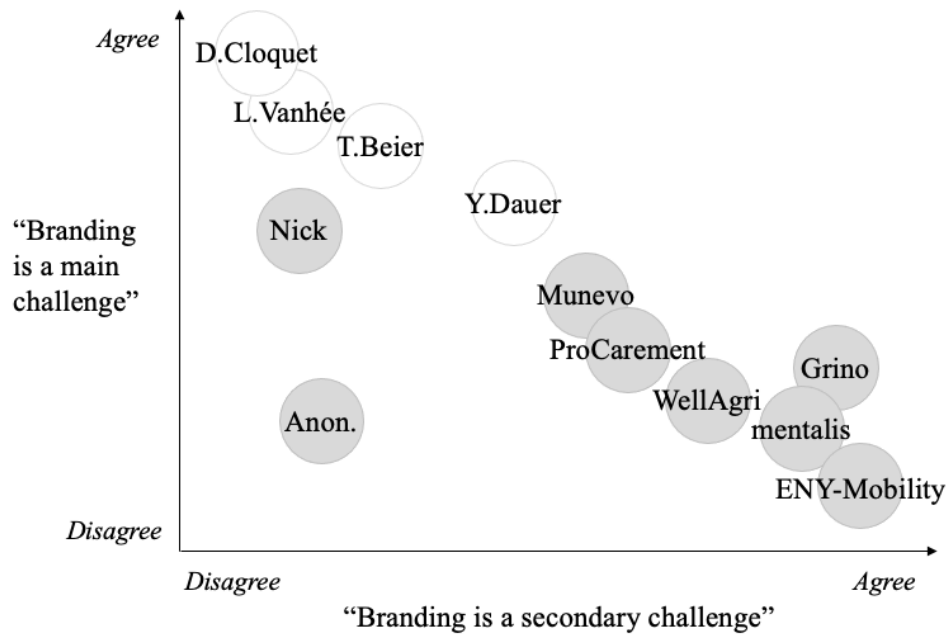 Agree
D.Cloquet
L.Vanhée
T.Beier
Y.Dauer
Nick
“Branding
is a main
challenge”
Munevo
ProCarement
Grino
WellAgri
Anon.
mentalis
ENY-Mobility
Disagree
Disagree
Agree
“Branding is a secondary challenge”